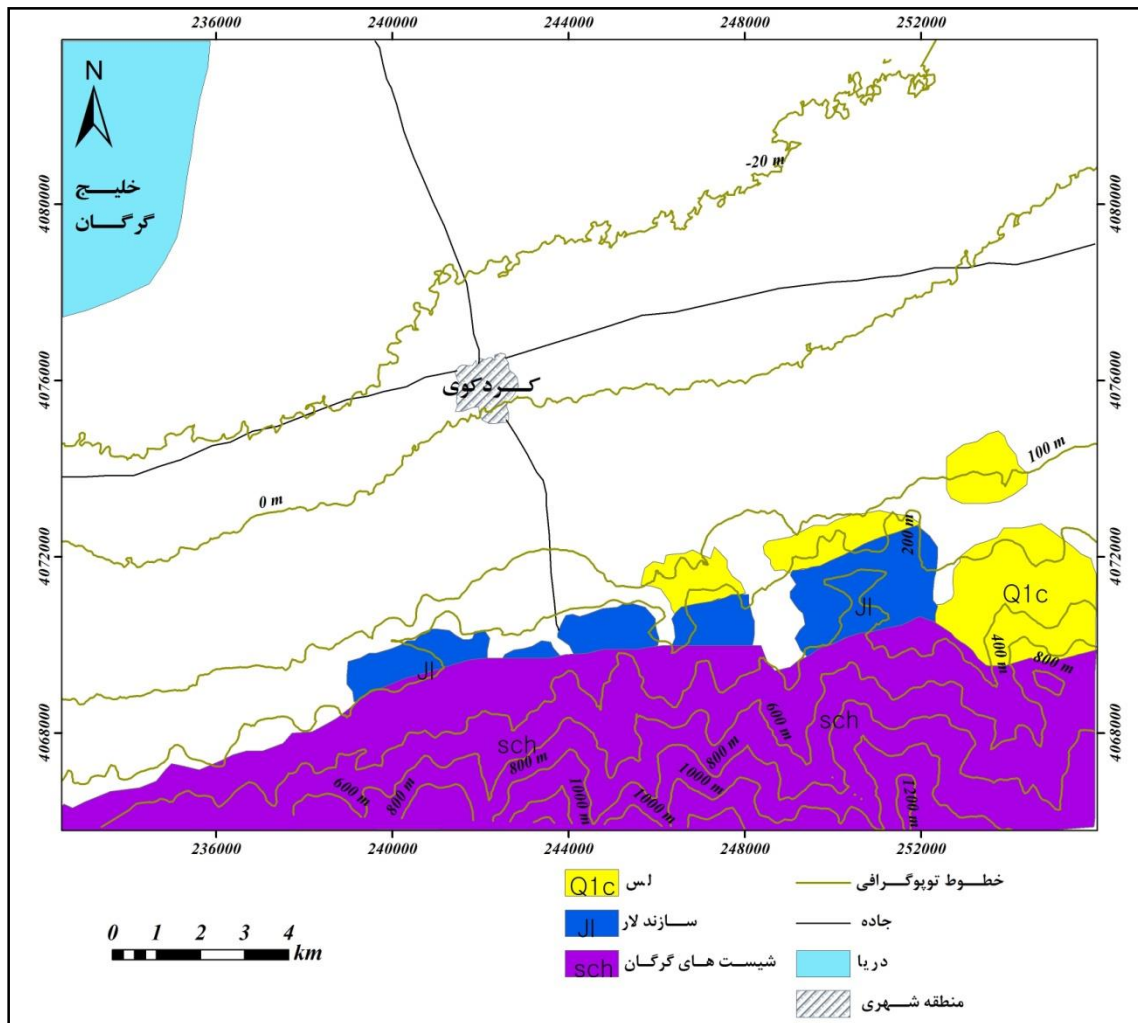 236000 240000 244000 248000 252000
N
-20 m
4080000
4080000
خلیج
گرگان
4076000
4076000
کردکوی
100 m
0 m
4072000
4072000
200 m
Q1c
Jl
Jl
400 m
800 m
4068000
4068000
sch
sch
600 m
800 m
800 m
600 m
800 m
1000 m
1000 m
1000 m
1200 m
236000 240000 244000 248000 252000
Q1c لس
خطوط توپوگرافی
Jl سازند لار
جاده
sch شیست های گرگان
دریا
منطقه شهری
0 1 2 3 4
km